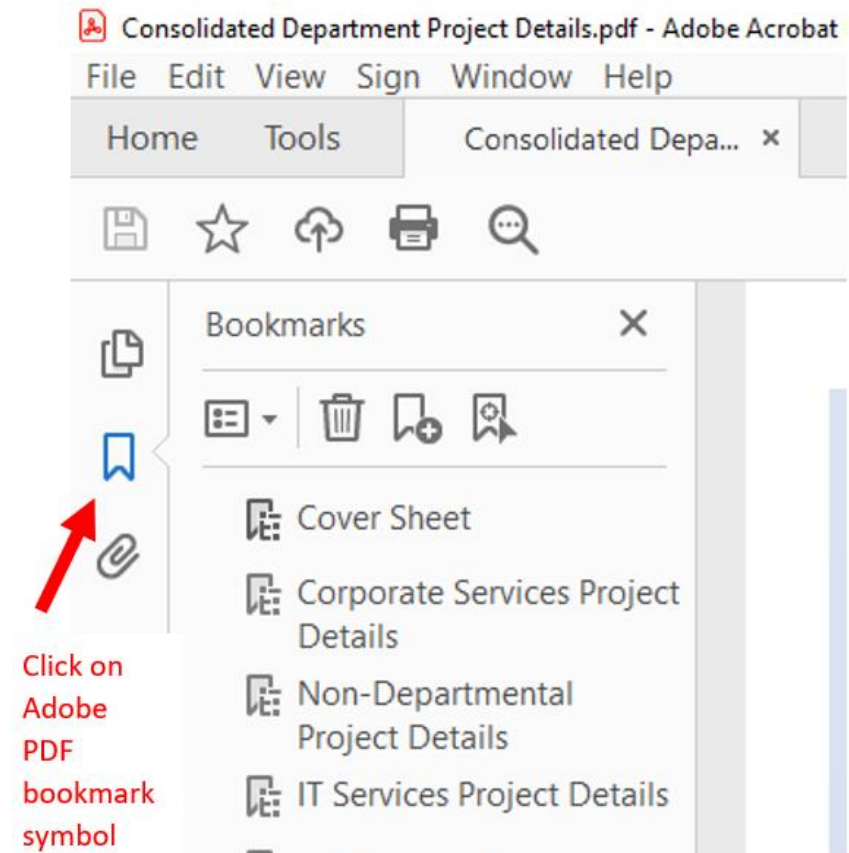 Consolidated Department Project Details.pdf - Adobe Acrobat
File Edit View Sign Window Help
Home Tools Consolidated Depa... ×
Bookmarks
Cover Sheet
Corporate Services Project
Details
Non-Departmental
Project Details
IT Services Project Details
Click on
Adobe
PDF
bookmark
symbol